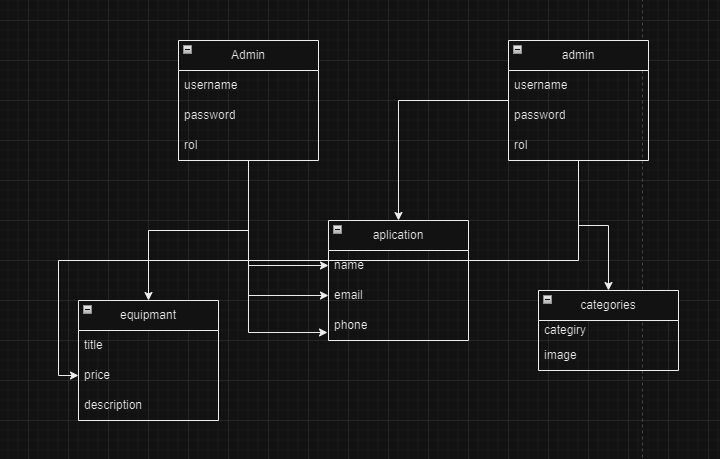 Admin
username
password
rol
admin
username
password
rol
aplication
name
email
phone
equipmant
title
price
description
categories
categiry
image